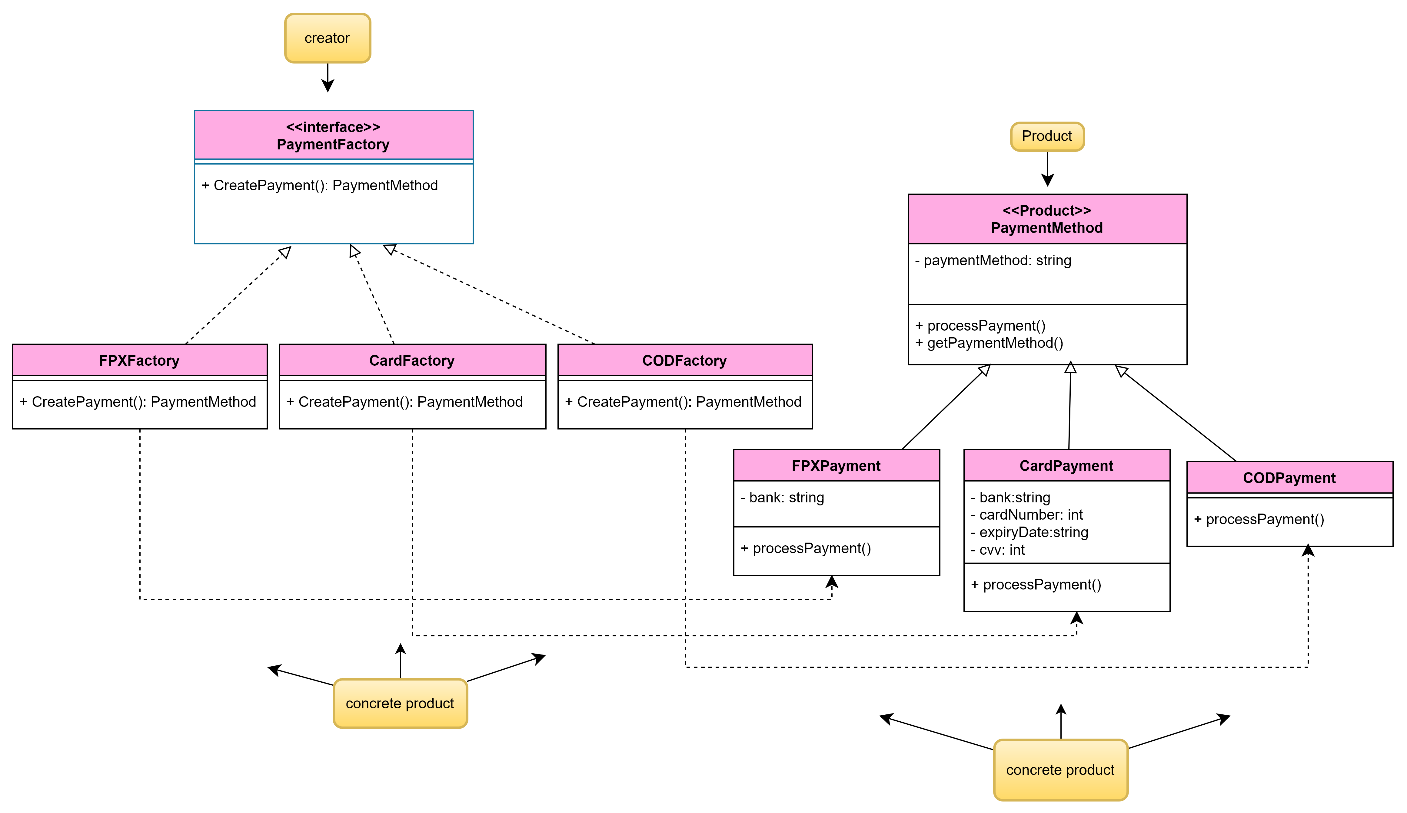 creator
<<interface>>
PaymentFactory
+ CreatePayment(): PaymentMethod
Product
<<Product>>
PaymentMethod
- paymentMethod: string
+ processPayment()
+ getPaymentMethod()
FPXFactory
+ CreatePayment(): PaymentMethod
CardFactory
+ CreatePayment(): PaymentMethod
CODFactory
+ CreatePayment(): PaymentMethod
FPXPayment
- bank: string
+ processPayment()
CardPayment
- bank:string
- cardNumber: int
- expiryDate:string
- cvv: int
+ processPayment()
CODPayment
+ processPayment()
concrete product
concrete product